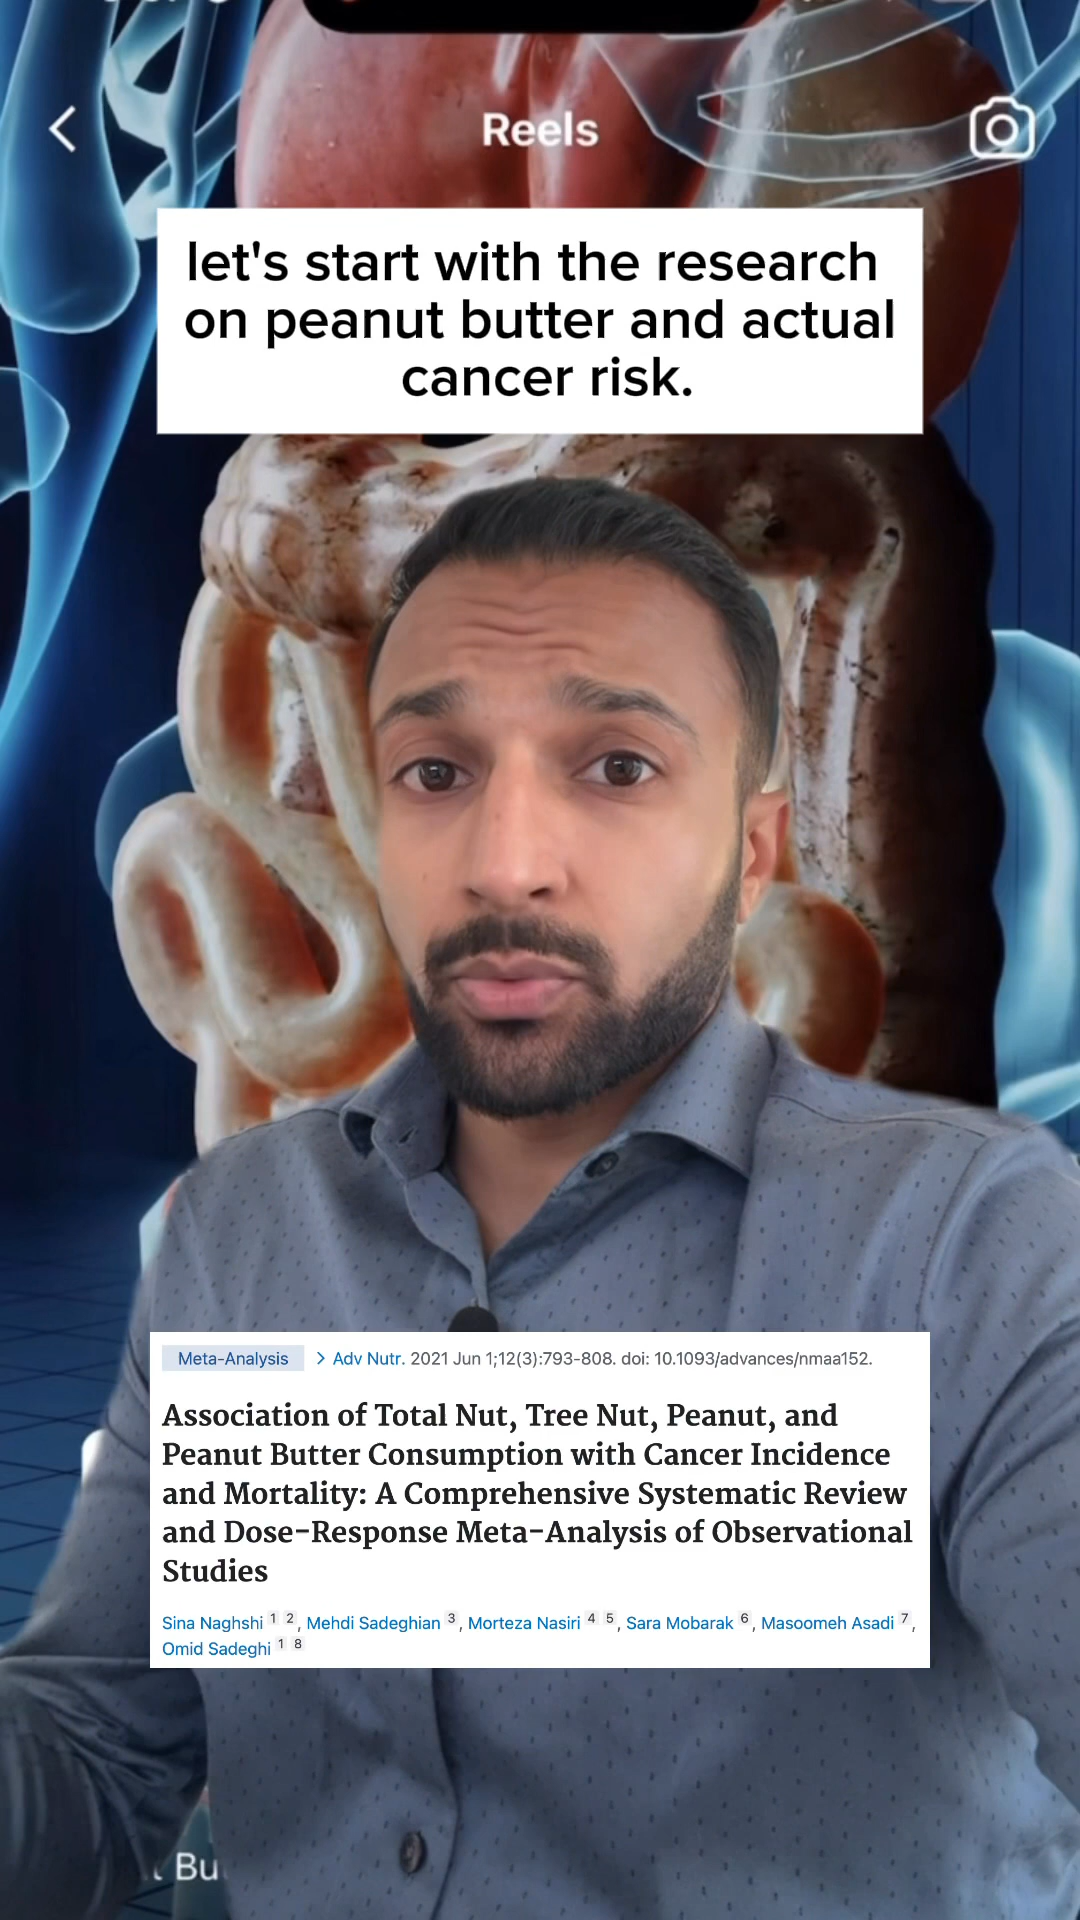 Reels
let's start with the research
on peanut butter and actual
cancer risk.
Meta-Analysis > Adv Nutr. 2021 Jun 1;12(3):793-808. doi: 10.1093/advances/nmaa152.
Association of Total Nut, Tree Nut, Peanut, and
Peanut Butter Consumption with Cancer Incidence
and Mortality: A Comprehensive Systematic Review
and Dose-Response Meta-Analysis of Observational
Studies
Sina Naghshi 1 2, Mehdi Sadeghian 3, Morteza Nasiri 4 5, Sara Mobarak 6, Masoomeh Asadi 7,
Omid Sadeghi 1 8